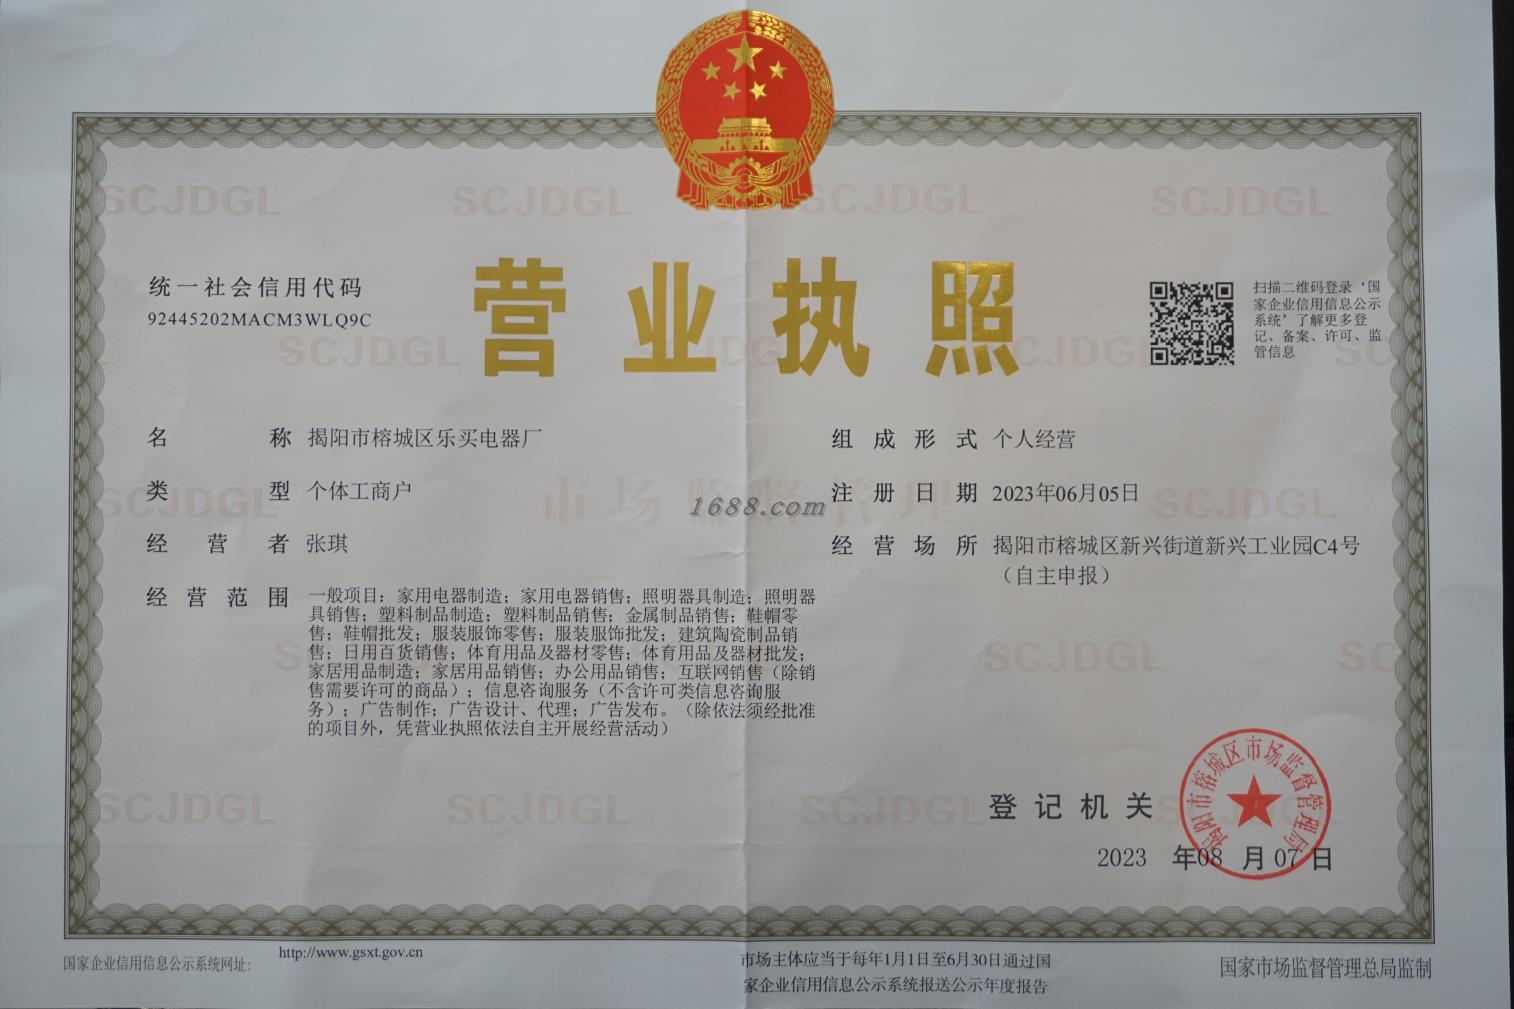 营业执照
统一社会信用代码
92445202MACM3WLQ9C
扫描二维码登录‘国
家企业信用信息公示
系统’了解更多登
记、备案、许可、监
管信息
名 称 揭阳市榕城区乐买电器厂
类 型 个体工商户
经 营 者 张琪
经 营 范 围 一般项目：家用电器制造；家用电器销售；照明器具制造；照明器
具销售；塑料制品制造；塑料制品销售；金属制品销售；鞋帽零
售；鞋帽批发；服装服饰零售；服装服饰批发；建筑陶瓷制品销
售；日用百货销售；体育用品及器材零售；体育用品及器材批发；
家居用品制造；家居用品销售；办公用品销售；互联网销售（除销
售需要许可的商品）；信息咨询服务（不含许可类信息咨询服
务）；广告制作；广告设计、代理；广告发布。（除依法须经批准
的项目外，凭营业执照依法自主开展经营活动）
组 成 形 式 个人经营
注 册 日 期 2023年06月05日
经 营 场 所 揭阳市榕城区新兴街道新兴工业园C4号
（自主申报）
1688.com
市场监督管理
SCJDGL
登记机关
揭阳市榕城区市场监督管理局
2023 年08 月07日
国家企业信用信息公示系统网址:
http://www.gsxt.gov.cn
市场主体应当于每年1月1日至6月30日通过国
家企业信用信息公示系统报送公示年度报告
国家市场监督管理总局监制